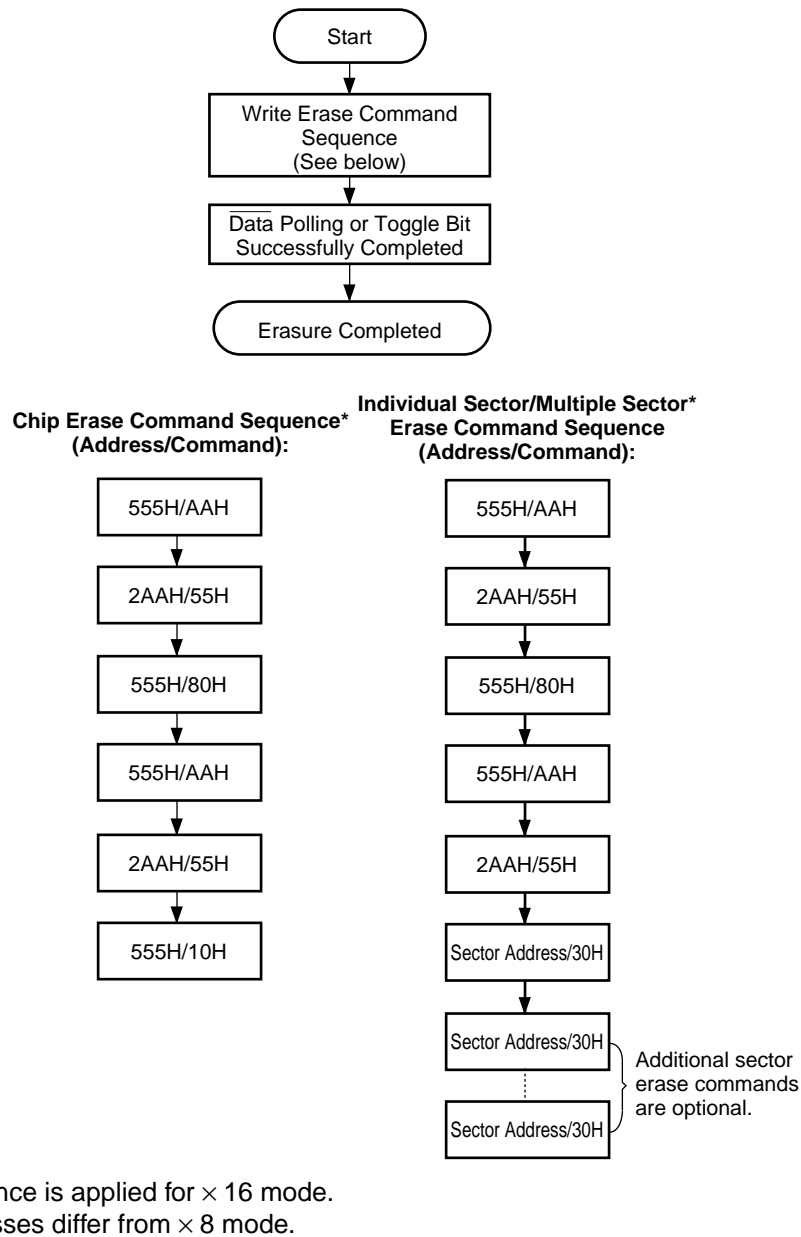 Start
Write Erase Command
Sequence
(See below)
Data Polling or Toggle Bit
Successfully Completed
Erasure Completed
Chip Erase Command Sequence*
(Address/Command):
555H/AAH
2AAH/55H
555H/80H
555H/AAH
2AAH/55H
555H/10H
Individual Sector/Multiple Sector*
Erase Command Sequence
(Address/Command):
555H/AAH
2AAH/55H
555H/80H
555H/AAH
2AAH/55H
Sector Address/30H
Sector Address/30H
Sector Address/30H
Additional sector
erase commands
are optional.
is applied for × 16 mode.
differ from × 8 mode.